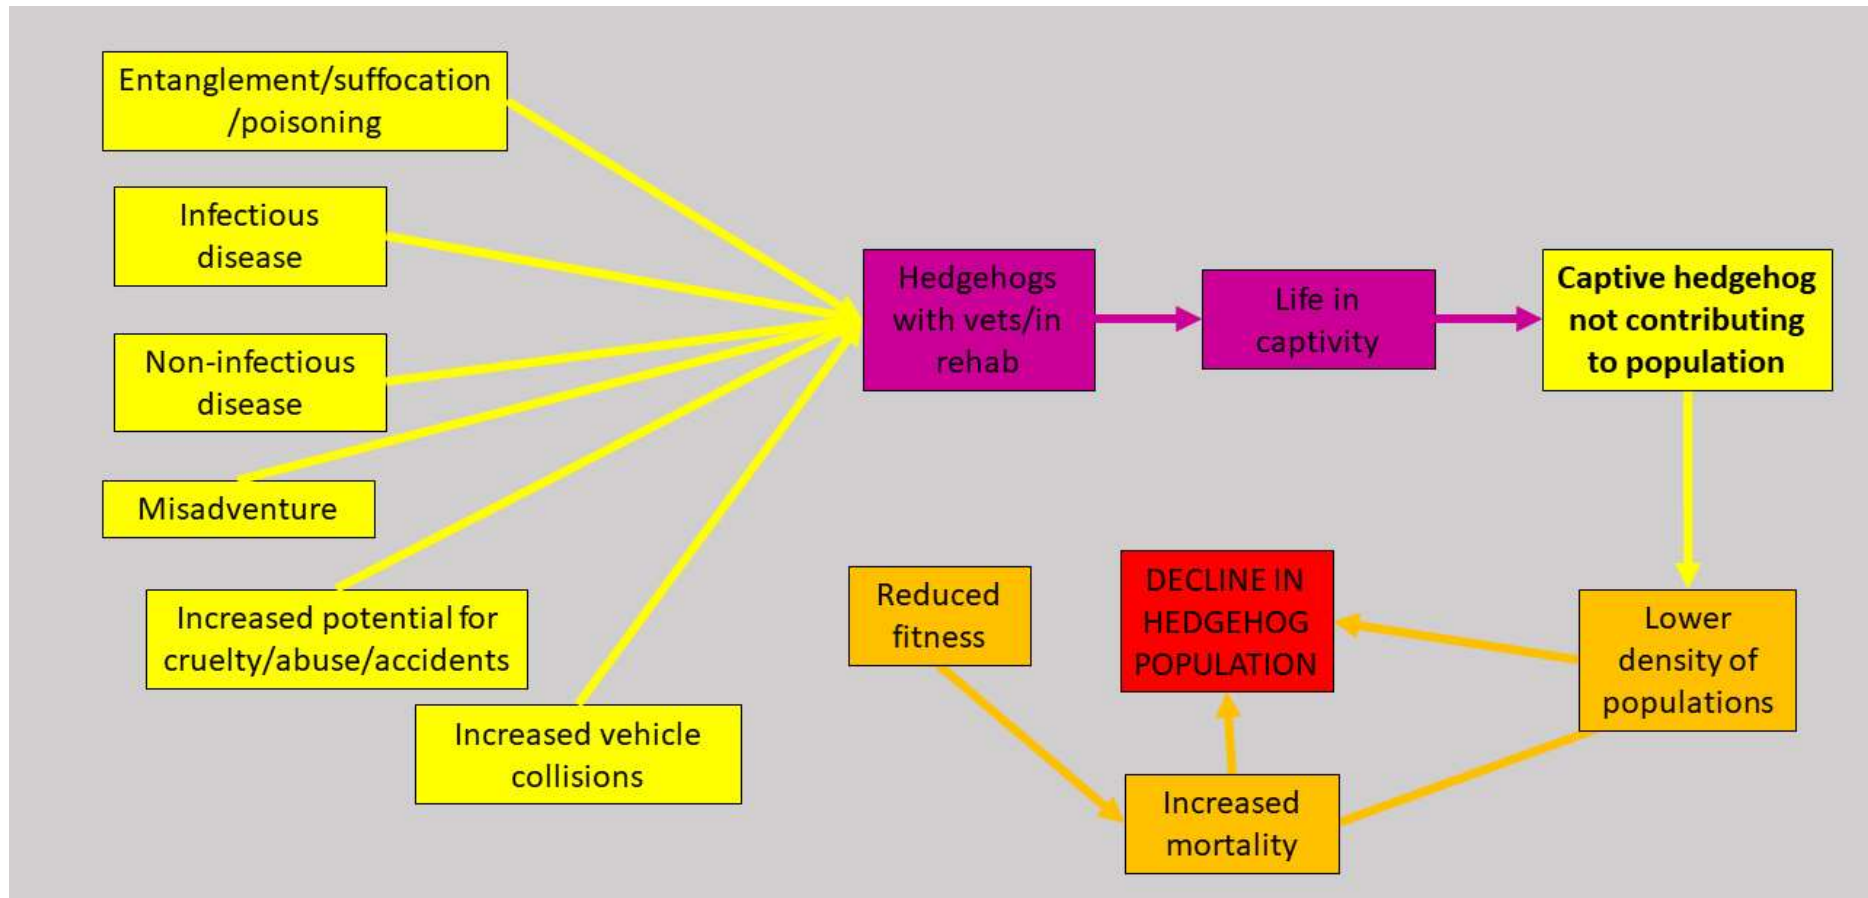 Entanglement/suffocation
/poisoning
Infectious
disease
Non-infectious
disease
Misadventure
Increased potential for
cruelty/abuse/accidents
Increased vehicle
collisions
Hedgehogs
with vets/in
rehab
Life in
captivity
Captive hedgehog
not contributing
to population
Reduced
fitness
DECLINE IN
HEDGEHOG
POPULATION
Lower
density of
populations
Increased
mortality